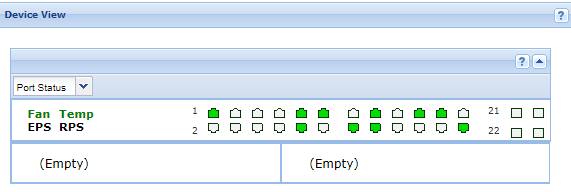 Device View ?
?
Port Status
Fan Temp 1 21
EPS RPS 2 22
(Empty) (Empty)